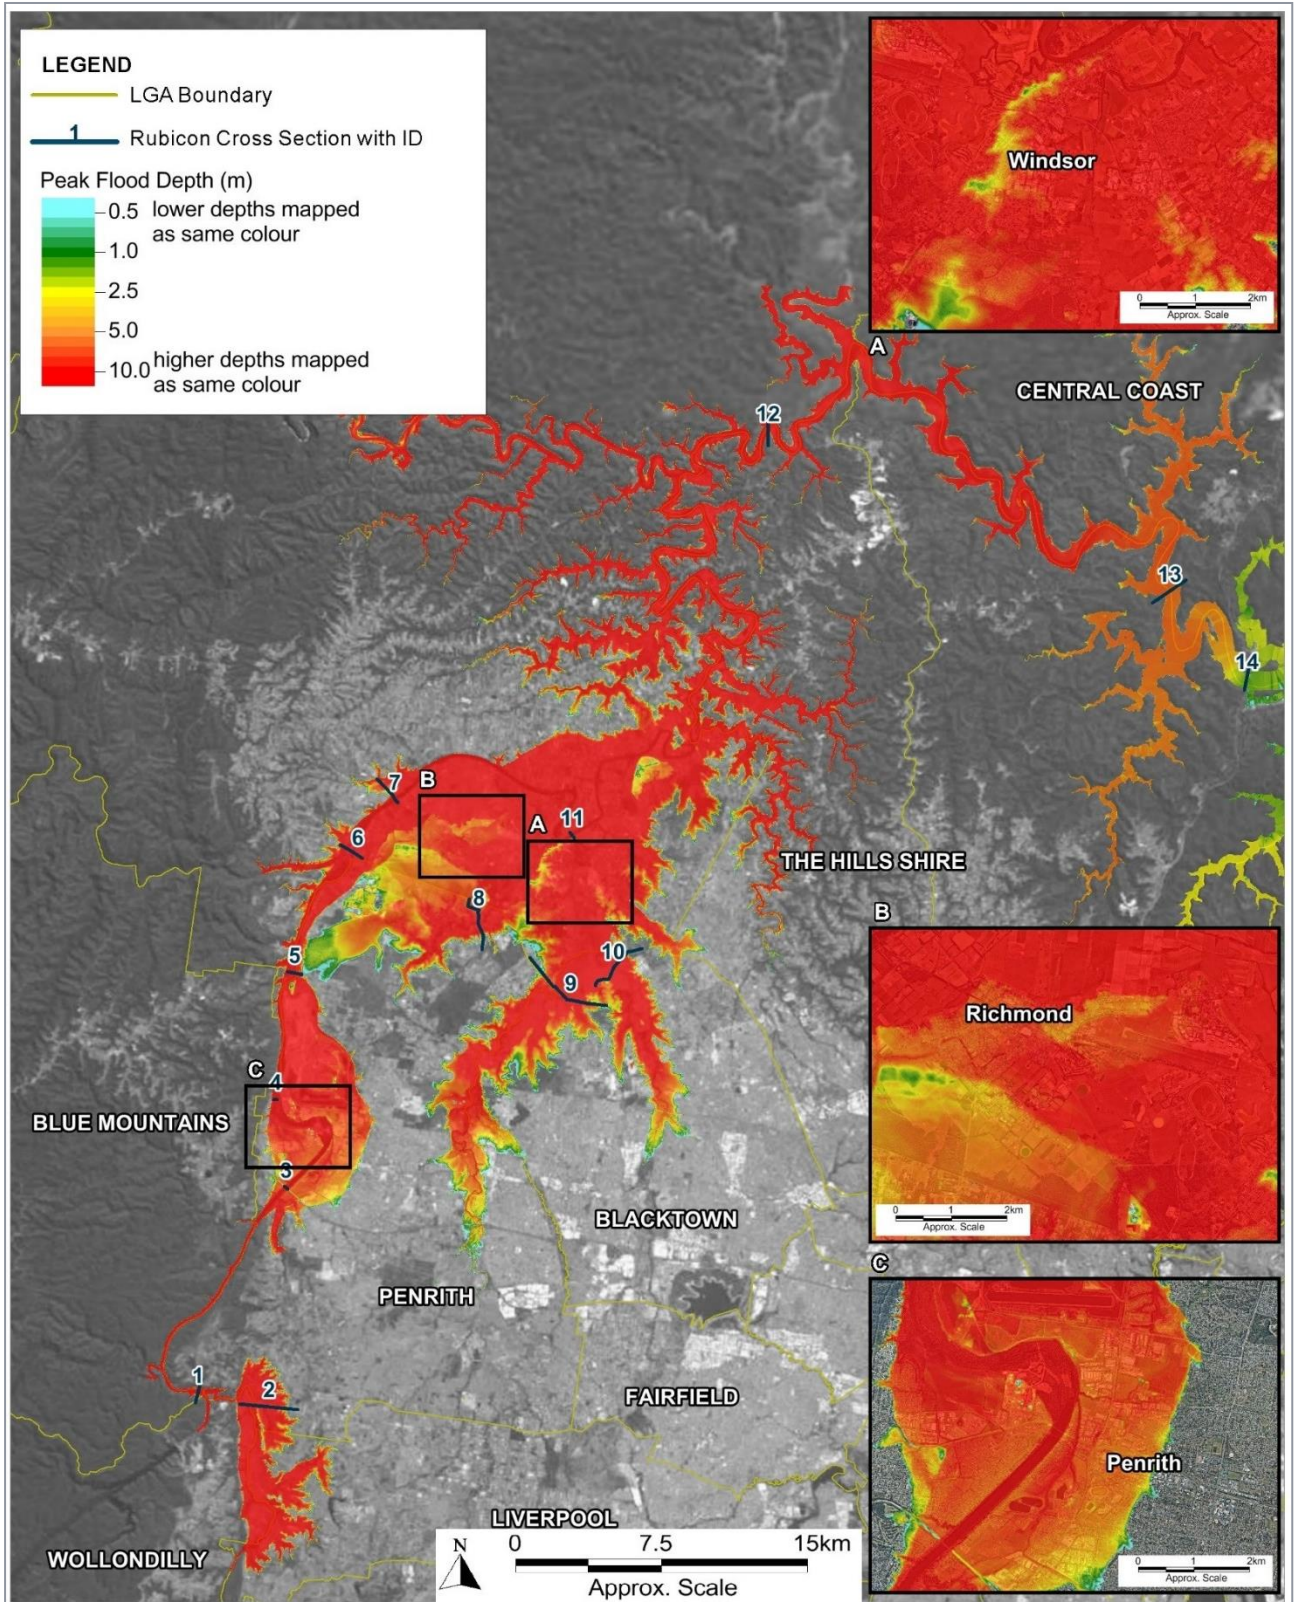 LEGEND
LGA Boundary
1 Rubicon Cross Section with ID
Peak Flood Depth (m)
0.5 lower depths mapped
as same colour
1.0
2.5
5.0
10.0 higher depths mapped
as same colour
Windsor
0 1 2km
Approx. Scale
A
CENTRAL COAST
12
13
14
7
B
6
11
A
THE HILLS SHIRE
8
B
5
10
9
Richmond
0 1 2km
Approx. Scale
C
4
BLUE MOUNTAINS
3
BLACKTOWN
C
PENRITH
1
2
FAIRFIELD
Penrith
LIVERPOOL
WOLLONDILLY
N
0 7.5 15km
Approx. Scale
0 1 2km
Approx. Scale